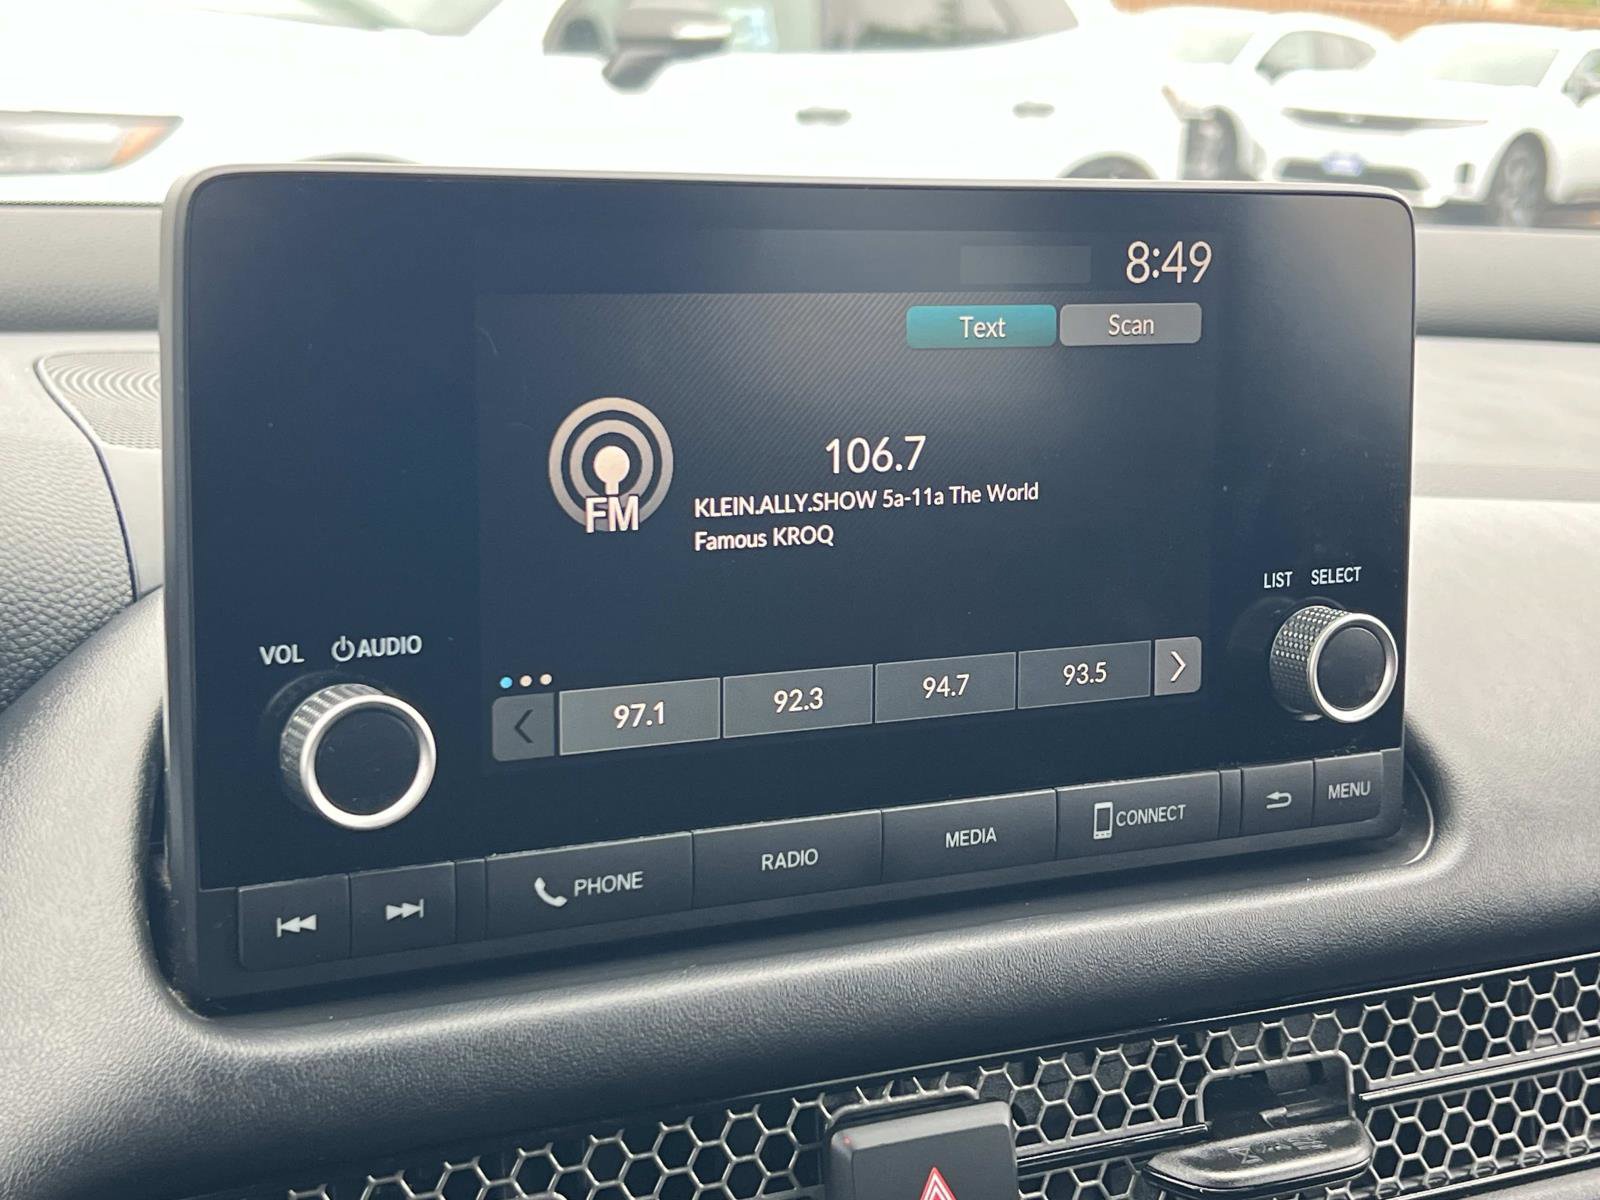 8:49
Text Scan
FM
106.7
KLEIN.ALLY.SHOW 5a-11a The World
Famous KROQ
LIST SELECT
VOL AUDIO
97.1 92.3 94.7 93.5
PHONE RADIO MEDIA CONNECT MENU